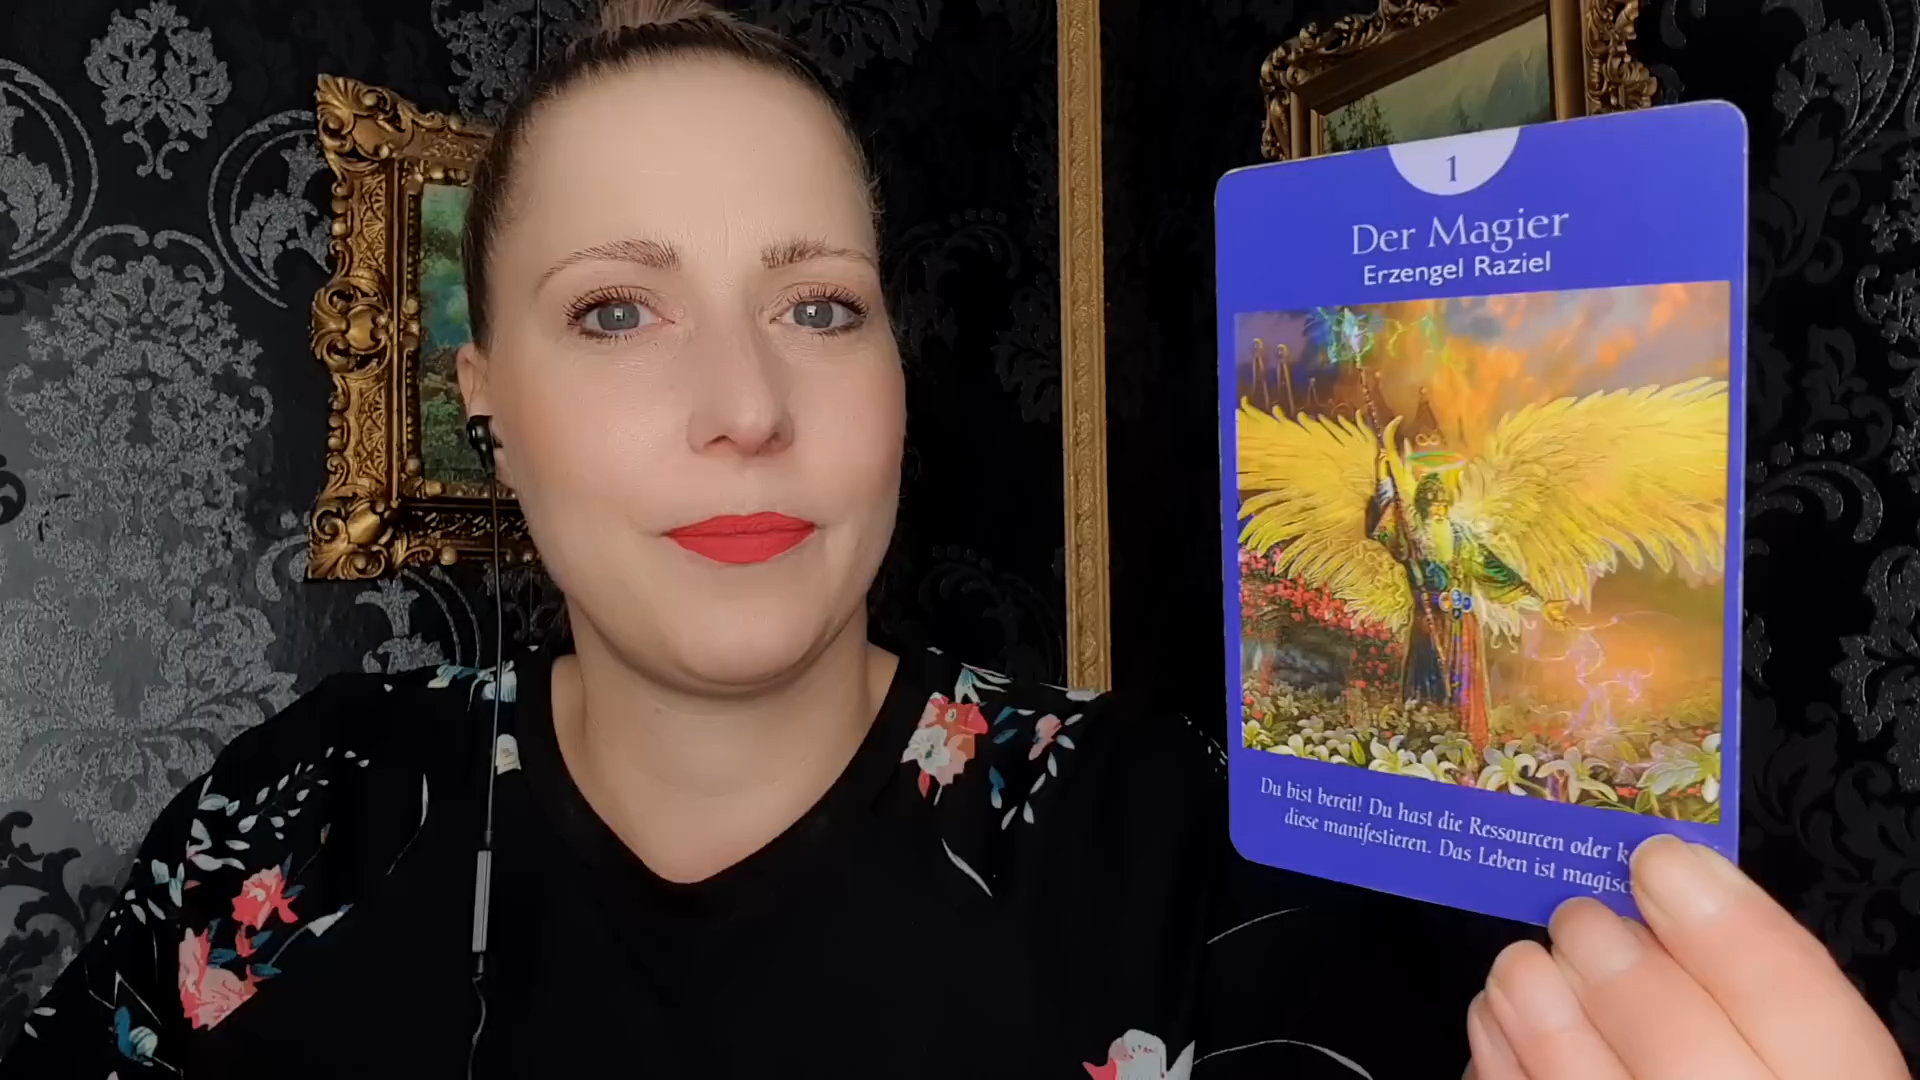 1
Der Magier
Erzengel Raziel
Du bist bereit! Du hast die Ressourcen oder
diese manifestieren. Das Leben ist